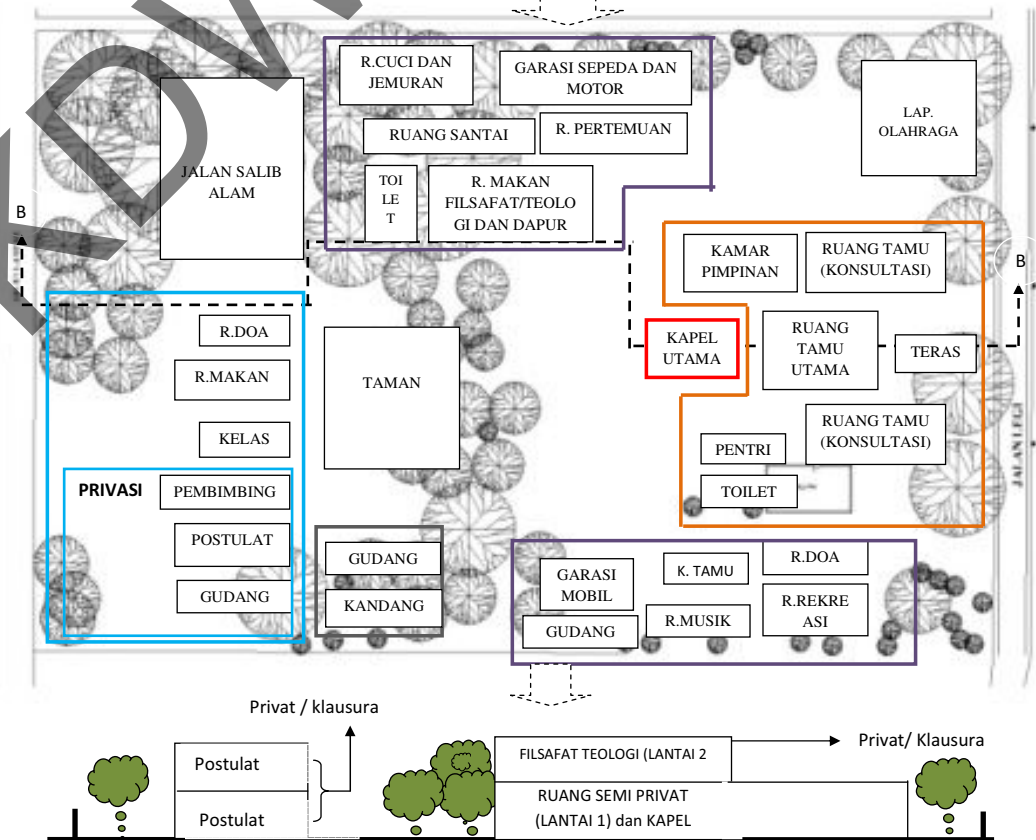 KDW
R.CUCI DAN
JEMURAN
GARASI SEPEDA DAN
MOTOR
RUANG SANTAI
R. PERTEMUAN
TOI
LE
T
R. MAKAN
FILSAFAT/TEOLO
GI DAN DAPUR
JALAN SALIB
ALAM
LAP.
OLAHRAGA
B
B
KAMAR
PIMPINAN
RUANG TAMU
(KONSULTASI)
KAPEL
UTAMA
RUANG
TAMU
UTAMA
TERAS
RUANG TAMU
(KONSULTASI)
PENTRI
TOILET
JALAN LEGI
R.DOA
R.MAKAN
KELAS
PRIVASI
PEMBIMBING
POSTULAT
GUDANG
TAMAN
GUDANG
KANDANG
GARASI
MOBIL
GUDANG
K. TAMU
R.MUSIK
R.DOA
R.REKRE
ASI
Privat / klausura
Postulat
Postulat
FILSAFAT TEOLOGI (LANTAI 2
Privat/ Klausura
RUANG SEMI PRIVAT
(LANTAI 1) dan KAPEL